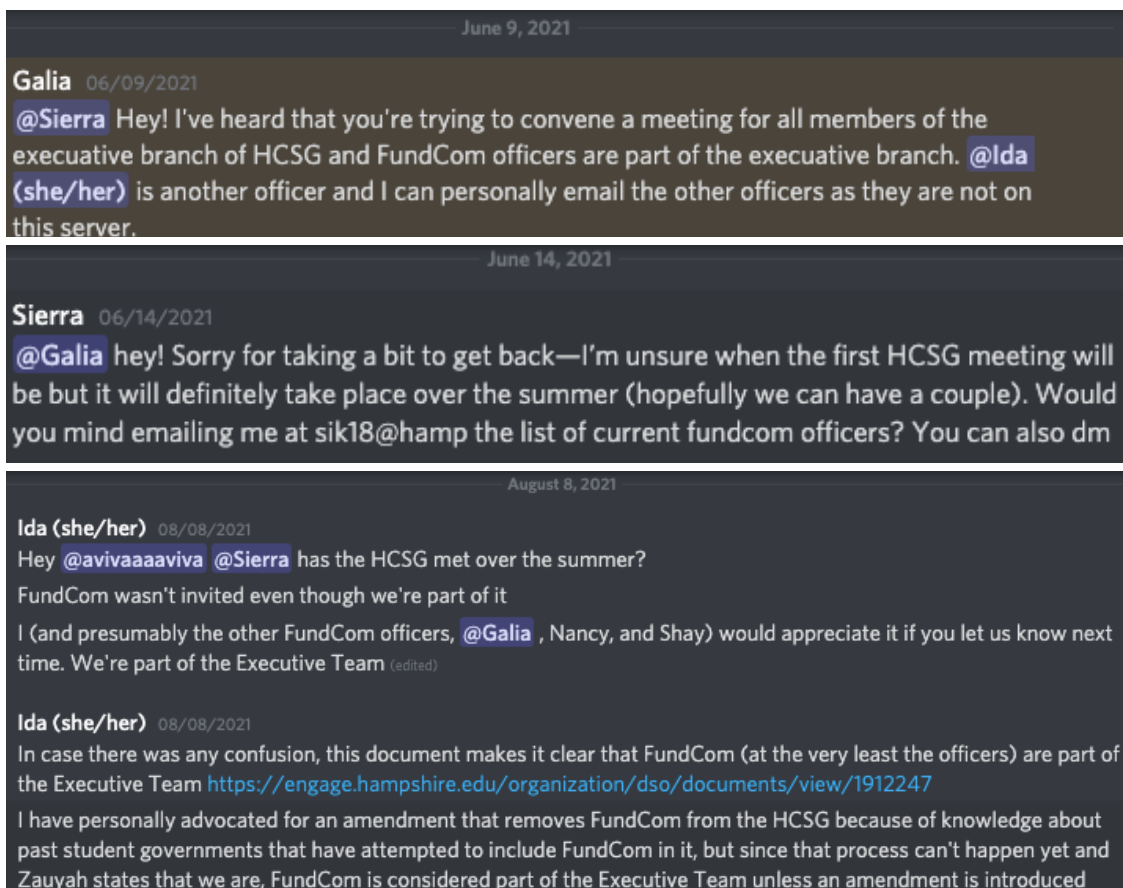 June 9, 2021
Galia 06/09/2021
@Sierra Hey! I've heard that you're trying to convene a meeting for all members of the
execuative branch of HCSG and FundCom officers are part of the execuative branch. @Ida
(she/her) is another officer and I can personally email the other officers as they are not on
this server.
June 14, 2021
Sierra 06/14/2021
@Galia hey! Sorry for taking a bit to get back—I'm unsure when the first HCSG meeting will
be but it will definitely take place over the summer (hopefully we can have a couple). Would
you mind emailing me at sik18@hamp the list of current fundcom officers? You can also dm
August 8, 2021
Ida (she/her) 08/08/2021
Hey @avivaaaaviva @Sierra has the HCSG met over the summer?
FundCom wasn't invited even though we're part of it
I (and presumably the other FundCom officers, @Galia , Nancy, and Shay) would appreciate it if you let us know next
time. We're part of the Executive Team (edited)
Ida (she/her) 08/08/2021
In case there was any confusion, this document makes it clear that FundCom (at the very least the officers) are part of
the Executive Team https://engage.hampshire.edu/organization/dso/documents/view/1912247
I have personally advocated for an amendment that removes FundCom from the HCSG because of knowledge about
past student governments that have attempted to include FundCom in it, but since that process can't happen yet and
Zauyah states that we are, FundCom is considered part of the Executive Team unless an amendment is introduced